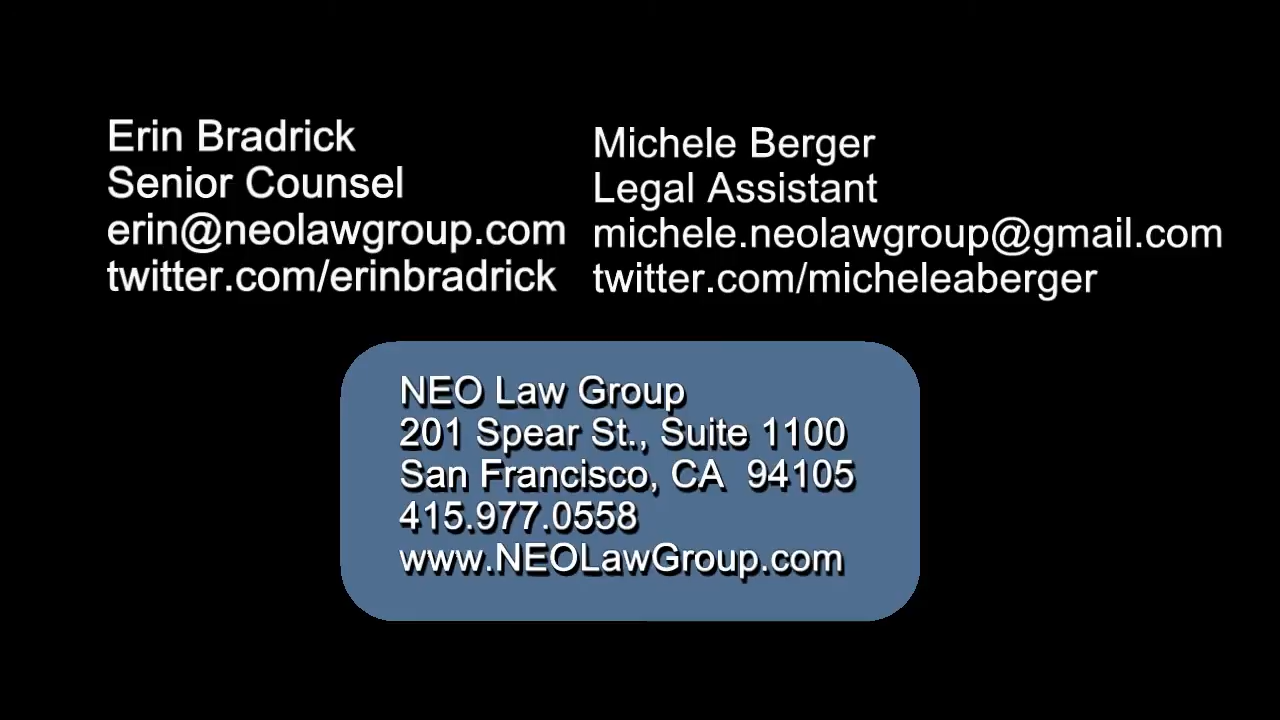 Erin Bradrick
Senior Counsel
erin@neolawgroup.com
twitter.com/erinbradrick
Michele Berger
Legal Assistant
michele.neolawgroup@gmail.com
twitter.com/micheleaberger
NEO Law Group
201 Spear St., Suite 1100
San Francisco, CA  94105
415.977.0558
www.NEOLawGroup.com